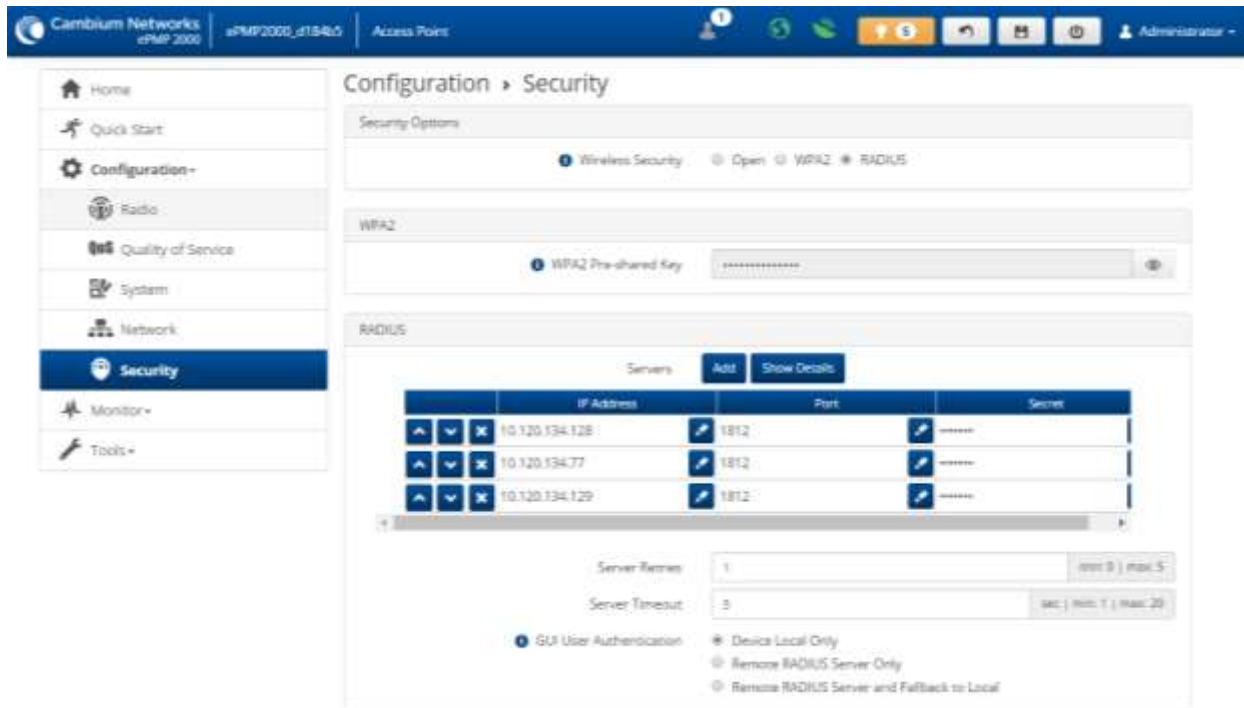 Cambium Networks
ePMP 2000
ePMP2000_d184b5
Access Point
1
5
Administrator
Home
Quick Start
Configuration
Radio
QoS Quality of Service
System
Network
Security
Monitor
Tools
Configuration › Security
Security Options
Wireless Security Open WPA2 RADIUS
WPA2
WPA2 Pre-shared Key ••••••••••••••
RADIUS
Servers Add Show Details
IP Address Port Secret
10.120.134.128 1812 •••••••
10.120.134.77 1812 •••••••
10.120.134.129 1812 •••••••
Server Retries 1 min: 0 | max: 5
Server Timeout sec | min: 1 | max: 20
GUI User Authentication Device Local Only
Remote RADIUS Server Only
Remote RADIUS Server and Fallback to Local